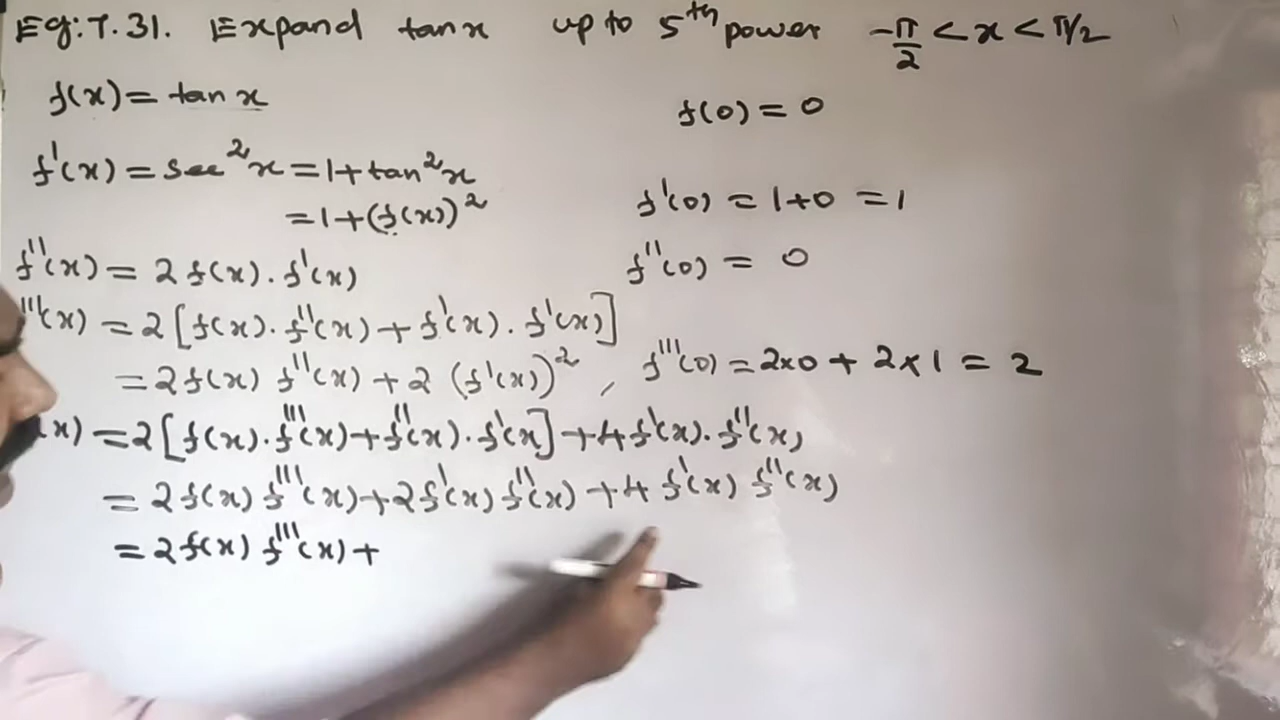 Eg: 7.31. Expand tan x up to 5th power -π/2 < x < π/2
f(x) = tan x
f(0) = 0
f'(x) = sec²x = 1 + tan²x
= 1 + (f(x))²
f'(0) = 1+0 = 1
f''(x) = 2 f(x) . f'(x)
f''(0) = 0
'''(x) = 2 [f(x) . f''(x) + f'(x) . f'(x)]
= 2 f(x) f''(x) + 2 (f'(x))² , f'''(0) = 2×0 + 2×1 = 2
(x) = 2 [f(x) . f'''(x) + f''(x) . f'(x] + 4 f'(x) . f''(x)
= 2 f(x) f'''(x) + 2 f'(x) f''(x) + 4 f'(x) f''(x)
= 2 f(x) f'''(x) +